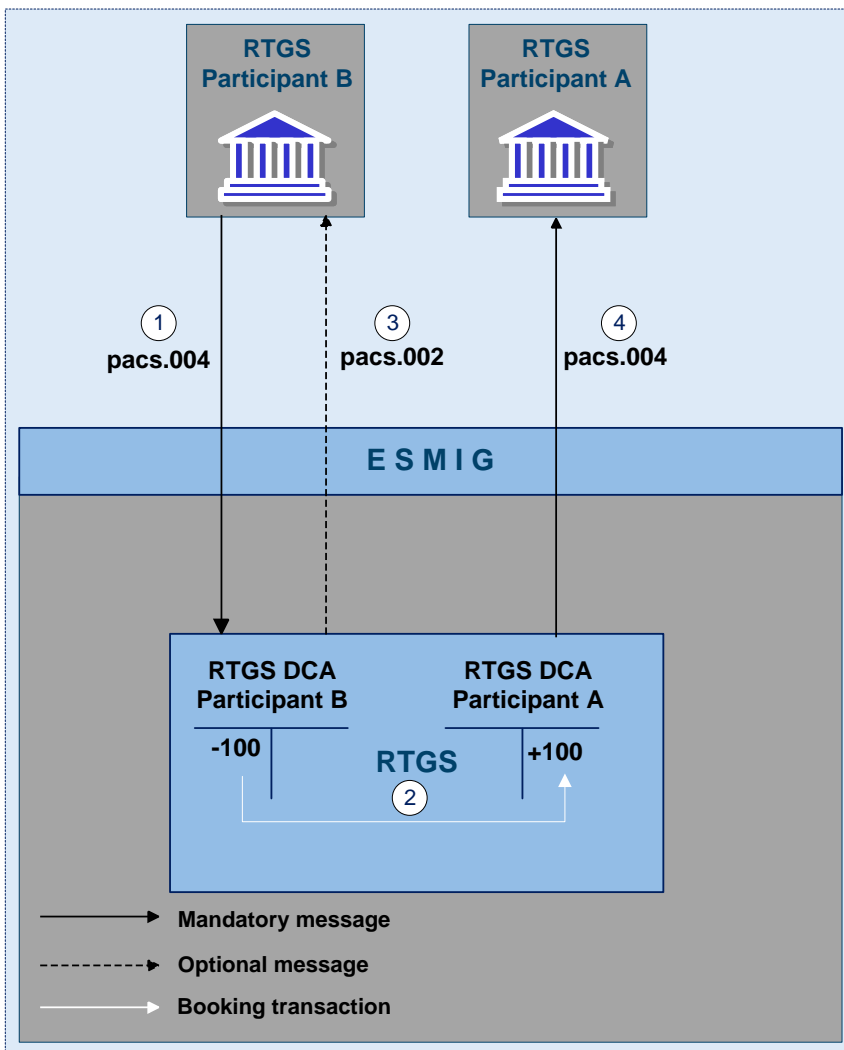 RTGS
Participant B
RTGS
Participant A
1
pacs.004
3
pacs.002
4
pacs.004
E S M I G
RTGS DCA
Participant B
RTGS DCA
Participant A
-100
+100
RTGS
2
Mandatory message
Optional message
Booking transaction